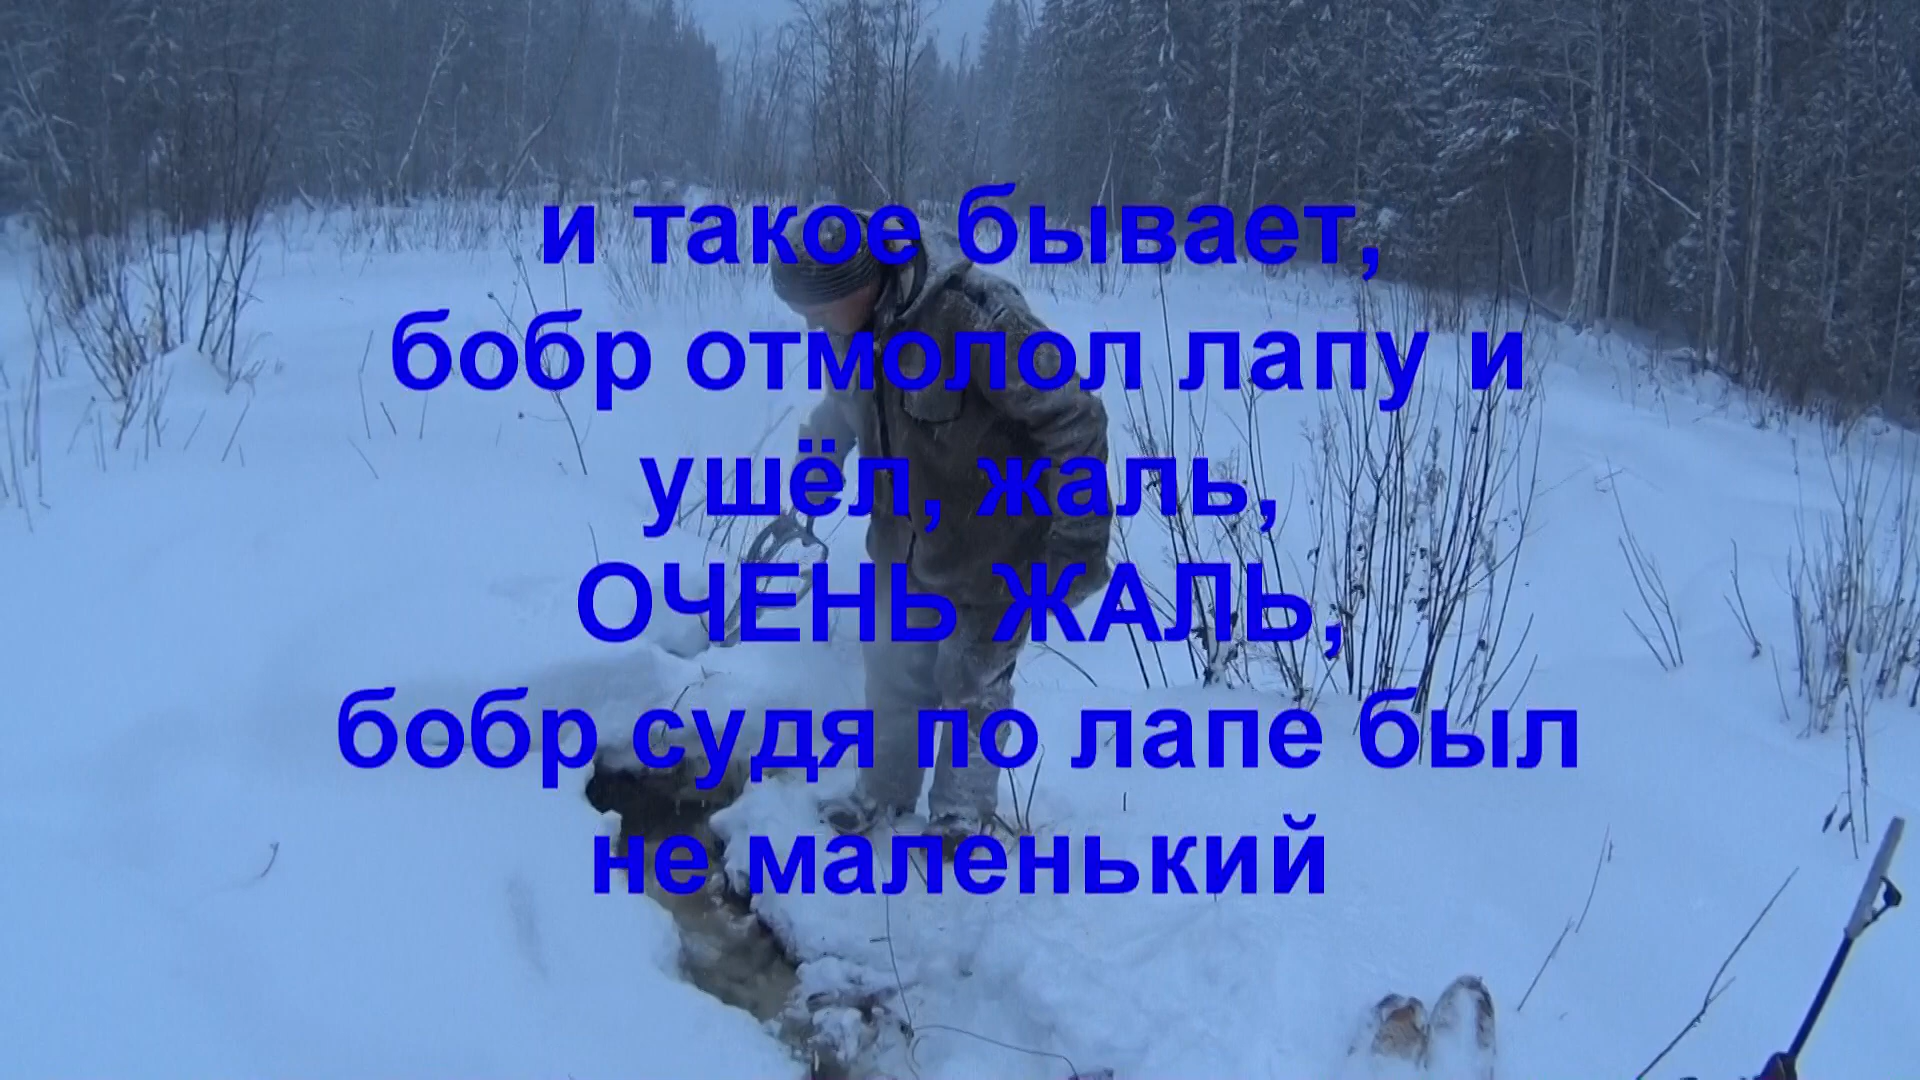 и такое бывает,
бобр отмолол лапу и
ушёл, жаль,
ОЧЕНЬ ЖАЛЬ,
бобр судя по лапе был
не маленький